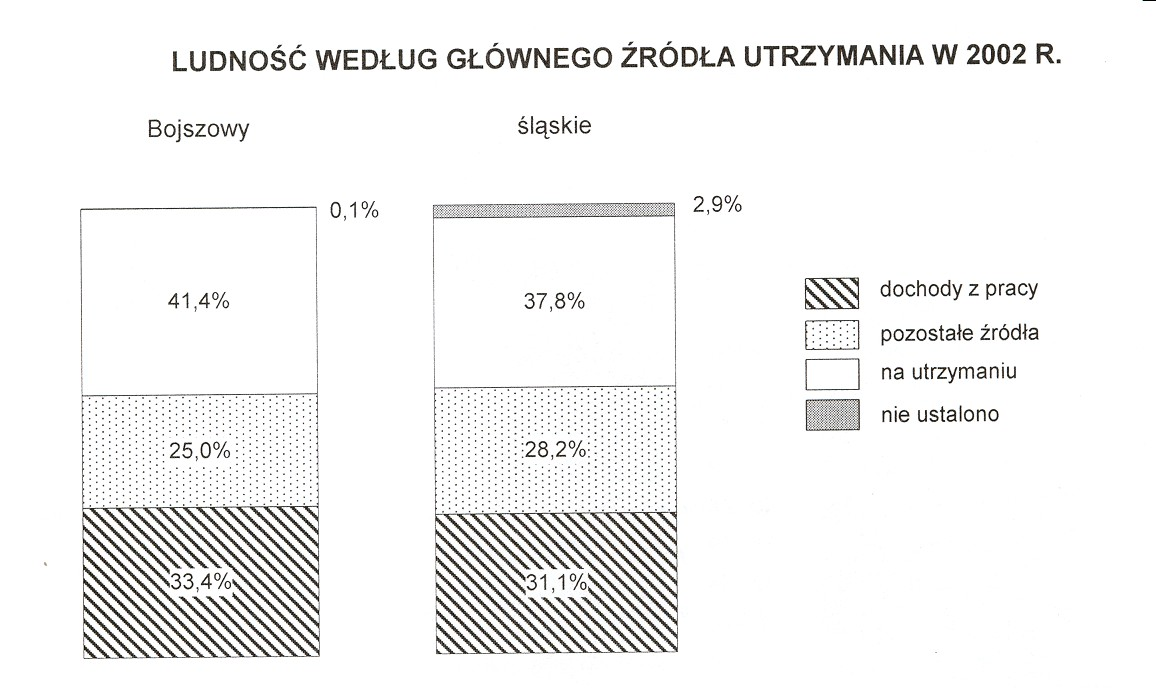 LUDNOŚĆ WEDŁUG GŁÓWNEGO ŹRÓDŁA UTRZYMANIA W 2002 R.
Bojszowy
śląskie
0,1%
2,9%
41,4%
37,8%
25,0%
28,2%
33,4%
31,1%
dochody z pracy
pozostałe źródła
na utrzymaniu
nie ustalono